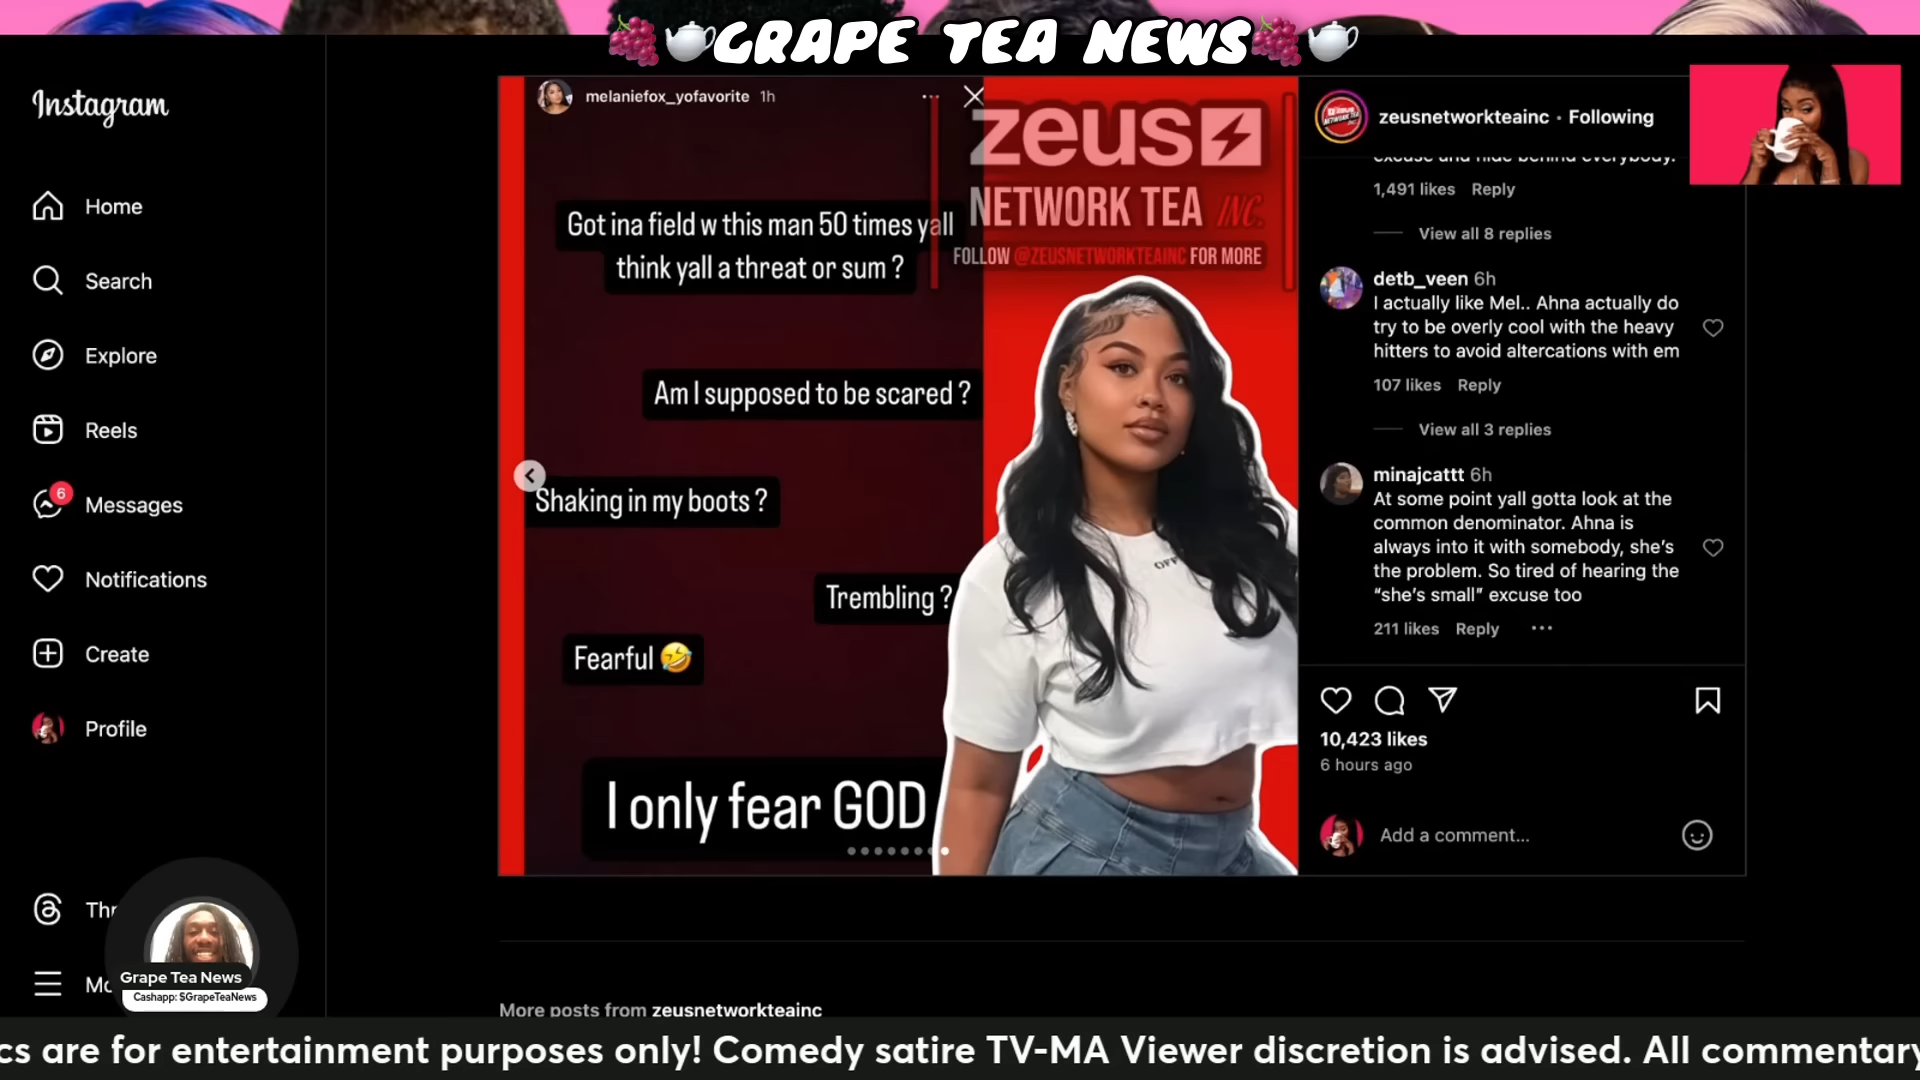 GRAPE TEA NEWS
Instagram
Home
Search
Explore
Reels
6
Messages
Notifications
Create
Profile
Thr
Mo
Grape Tea News
Cashapp: $GrapeTeaNews
melaniefox_yofavorite 1h
Got ina field w this man 50 times yall
think yall a threat or sum ?
Am I supposed to be scared ?
Shaking in my boots ?
Trembling ?
Fearful 🤣
I only fear GOD
zeus
NETWORK TEA INC.
FOLLOW @ZEUSNETWORKTEAINC FOR MORE
OFF
zeusnetworkteainc • Following
excuse and hide behind everybody.
1,491 likes Reply
View all 8 replies
detb_veen 6h
I actually like Mel.. Ahna actually do
try to be overly cool with the heavy
hitters to avoid altercations with em
107 likes Reply
View all 3 replies
minajcattt 6h
At some point yall gotta look at the
common denominator. Ahna is
always into it with somebody, she's
the problem. So tired of hearing the
“she's small” excuse too
211 likes Reply
10,423 likes
6 hours ago
Add a comment...
More posts from zeusnetworkteainc
cs are for entertainment purposes only! Comedy satire TV-MA Viewer discretion is advised. All commentary